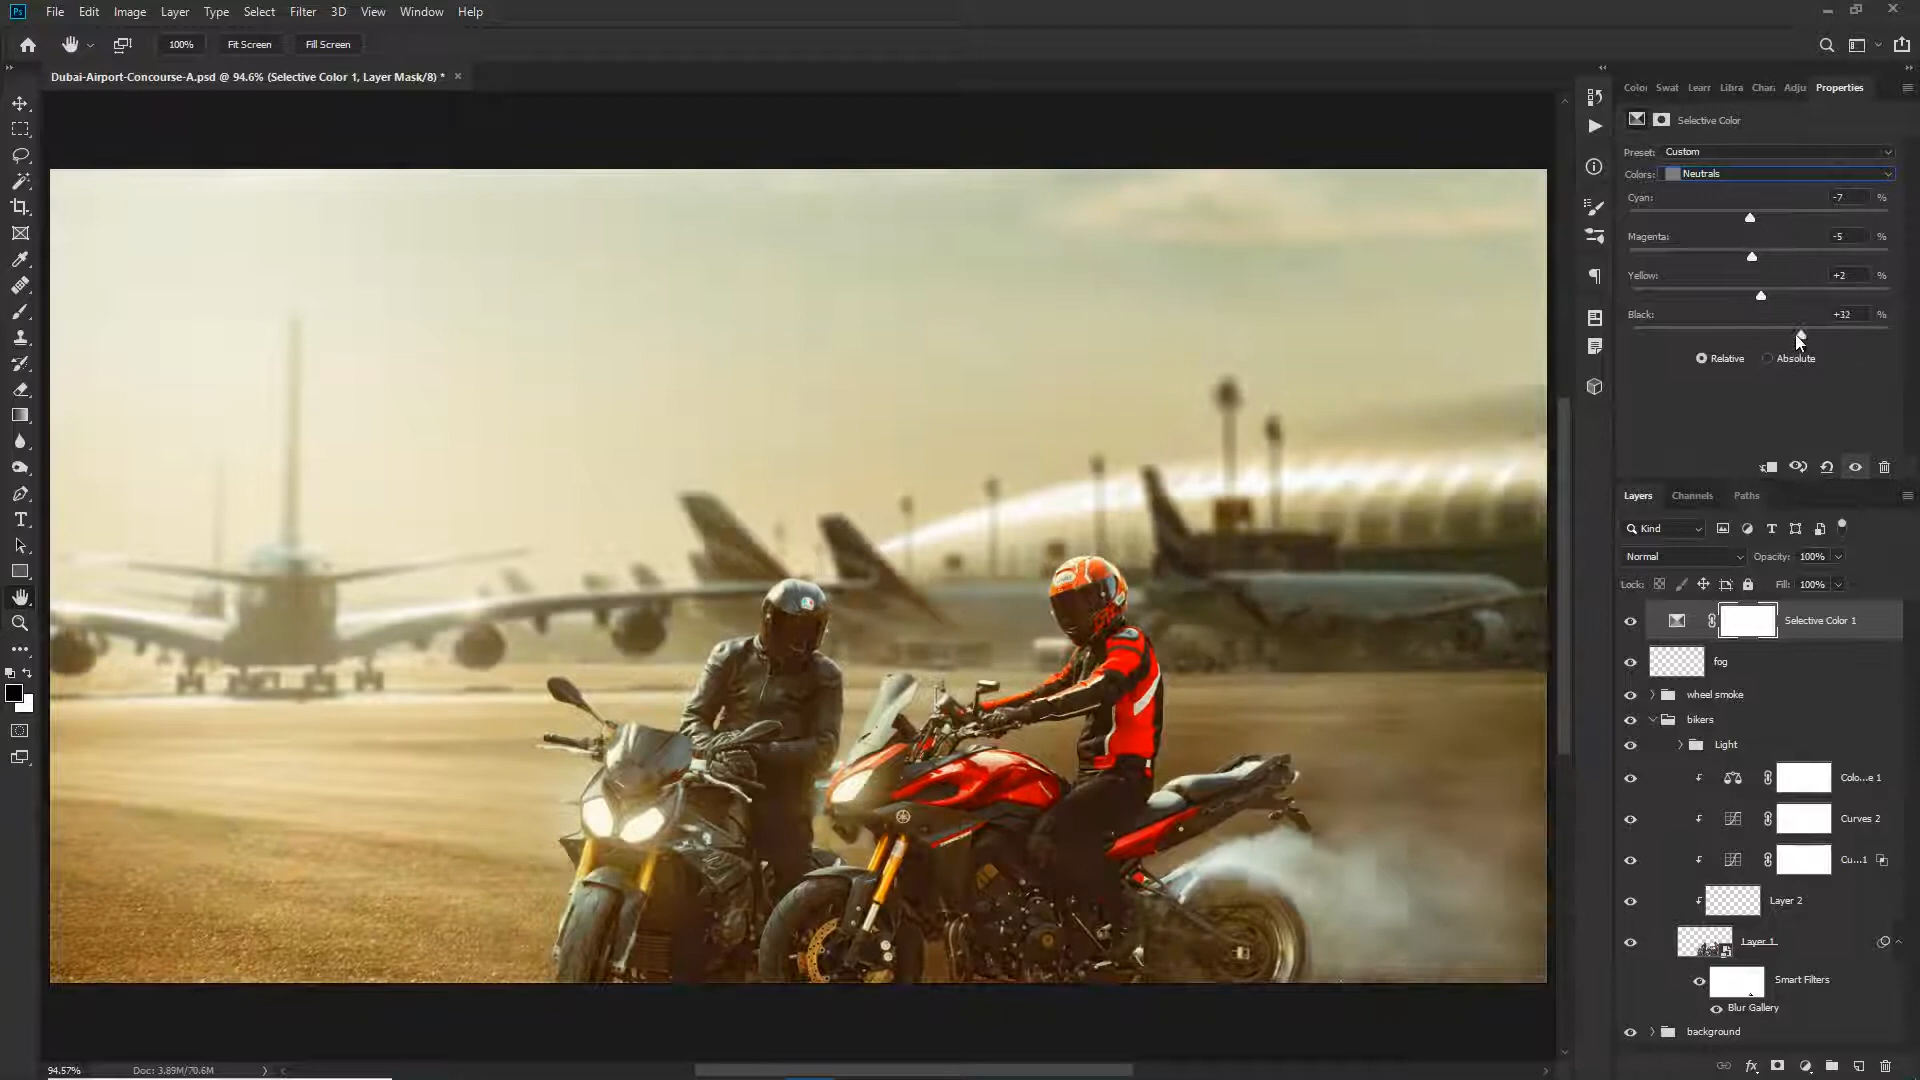 Ps File Edit Image Layer Type Select Filter 3D View Window Help
100% Fit Screen Fill Screen
Dubai-Airport-Concourse-A.psd @ 94.6% (Selective Color 1, Layer Mask/8) * ×
Color Swat Learr Libra Char Adju Properties
Selective Color
Preset: Custom
Colors: Neutrals
Cyan: -7 %
Magenta: -5 %
Yellow: +2 %
Black: +32 %
Relative Absolute
Layers Channels Paths
Kind
Normal Opacity: 100%
Lock: Fill: 100%
Selective Color 1
fog
wheel smoke
bikers
Light
Colo...e 1
Curves 2
Cu...1
Layer 2
Layer 1
Smart Filters
Blur Gallery
background
94.57% Doc: 3.89M/70.6M